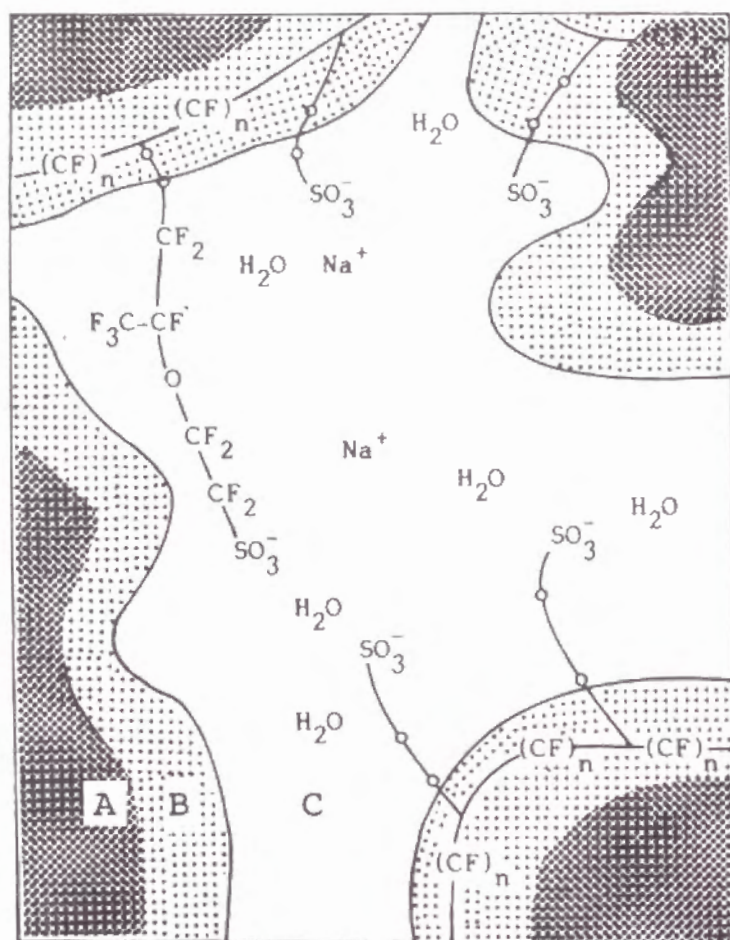 (CF)n
(CF)n
(CF)n
H2O
SO3−
SO3−
CF2
H2O Na+
F3C-CF
O
CF2
Na+
CF2
H2O
H2O
SO3−
SO3−
H2O
SO3−
H2O
(CF)n (CF)n
A B C
(CF)n